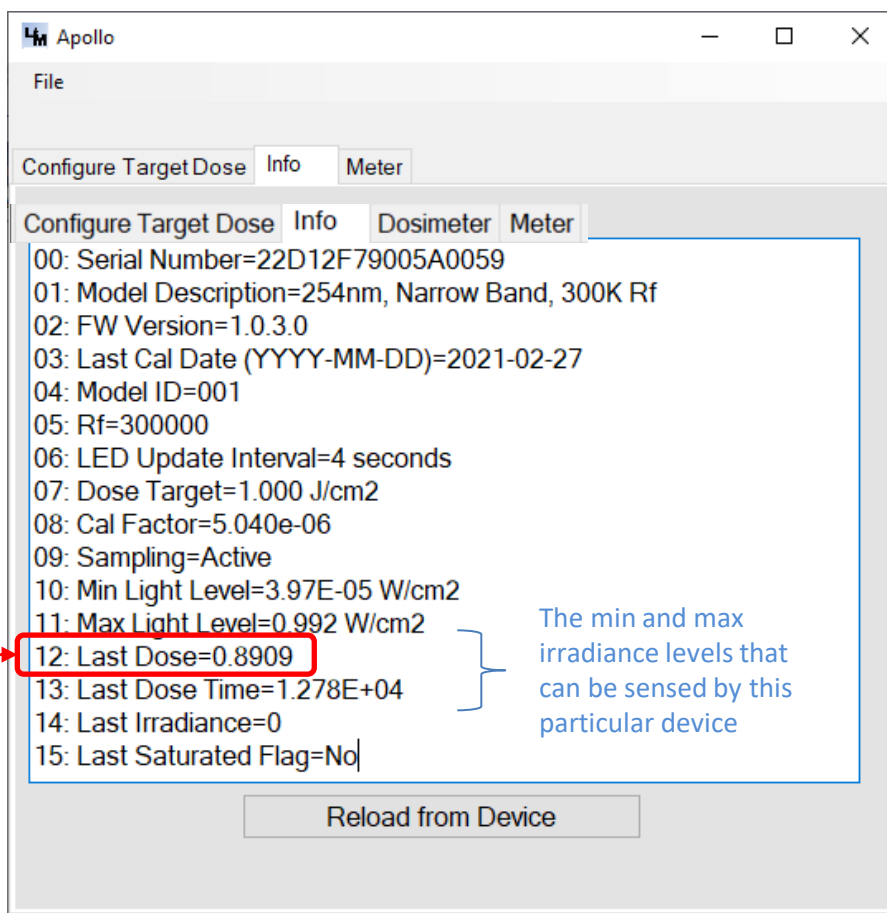 Apollo
File
Configure Target Dose Info Meter
Configure Target Dose Info Dosimeter Meter
00: Serial Number=22D12F79005A0059
01: Model Description=254nm, Narrow Band, 300K Rf
02: FW Version=1.0.3.0
03: Last Cal Date (YYYY-MM-DD)=2021-02-27
04: Model ID=001
05: Rf=300000
06: LED Update Interval=4 seconds
07: Dose Target=1.000 J/cm2
08: Cal Factor=5.040e-06
09: Sampling=Active
10: Min Light Level=3.97E-05 W/cm2
11: Max Light Level=0.992 W/cm2
12: Last Dose=0.8909
13: Last Dose Time=1.278E+04
14: Last Irradiance=0
15: Last Saturated Flag=No
The min and max
irradiance levels that
can be sensed by this
particular device
Reload from Device